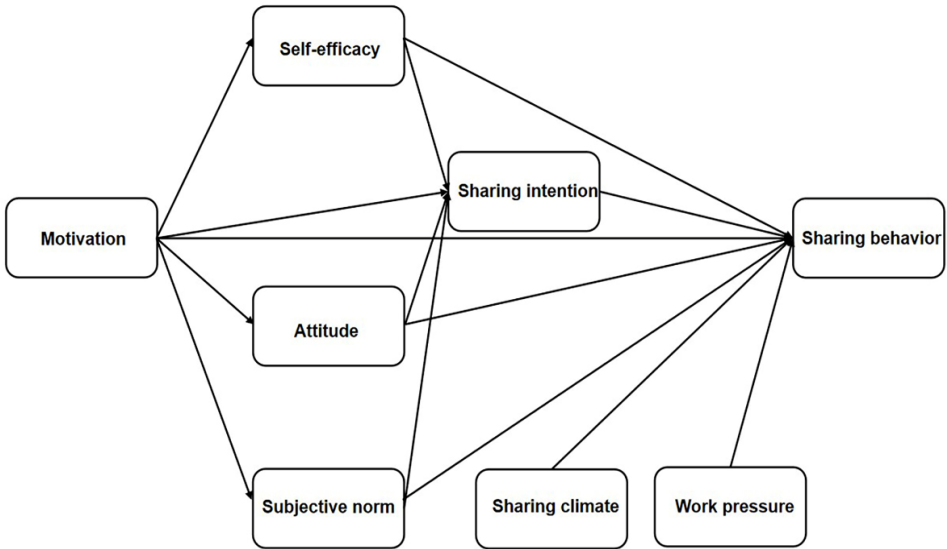 Self-efficacy
Sharing intention
Motivation
Sharing behavior
Attitude
Subjective norm
Sharing climate
Work pressure